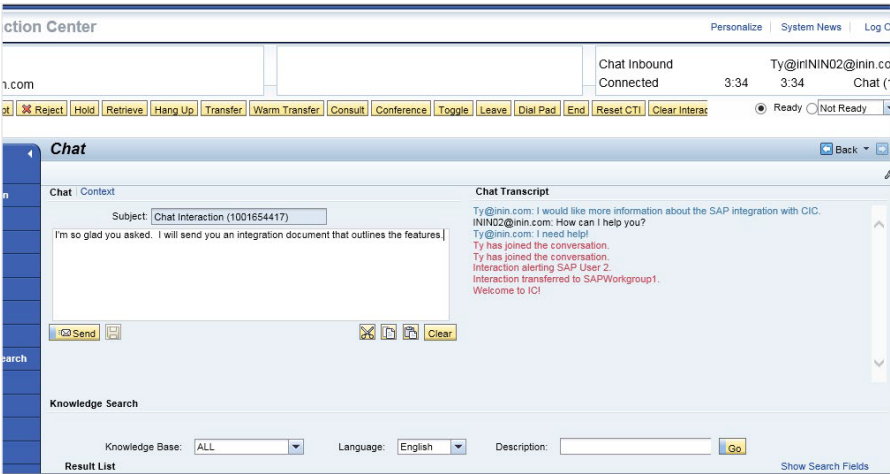 ction Center
Personalize System News Log O
Chat Inbound Ty@inININ02@inin.co
n.com Connected 3:34 3:34 Chat (1
pt Reject Hold Retrieve Hang Up Transfer Warm Transfer Consult Conference Toggle Leave Dial Pad End Reset CTI Clear Interac Ready Not Ready
Chat Back
n Chat Context Chat Transcript
Subject: Chat Interaction (1001654417)
I'm so glad you asked. I will send you an integration document that outlines the features.
Ty@inin.com: I would like more information about the SAP integration with CIC.
ININ02@inin.com: How can I help you?
Ty@inin.com: I need help!
Ty has joined the conversation.
Ty has joined the conversation.
Interaction alerting SAP User 2.
Interaction transferred to SAPWorkgroup1.
Welcome to IC!
Send Clear
earch
Knowledge Search
Knowledge Base: ALL Language: English Description: Go
Result List Show Search Fields